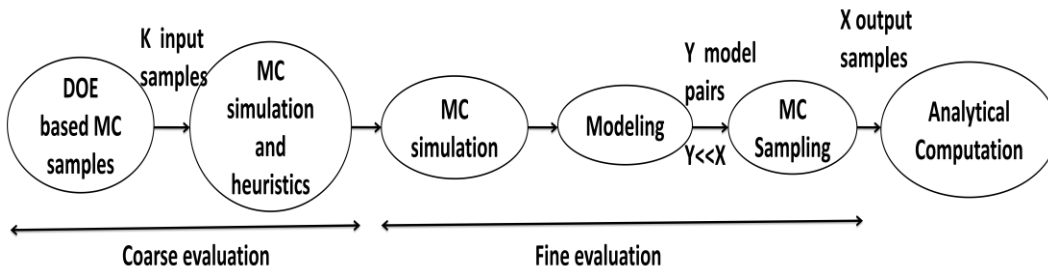 DOE
based MC
samples
K input
samples
MC
simulation
and
heuristics
MC
simulation
Modeling
Y model
pairs
Y<<X
MC
Sampling
X output
samples
Analytical
Computation
Coarse evaluation
Fine evaluation